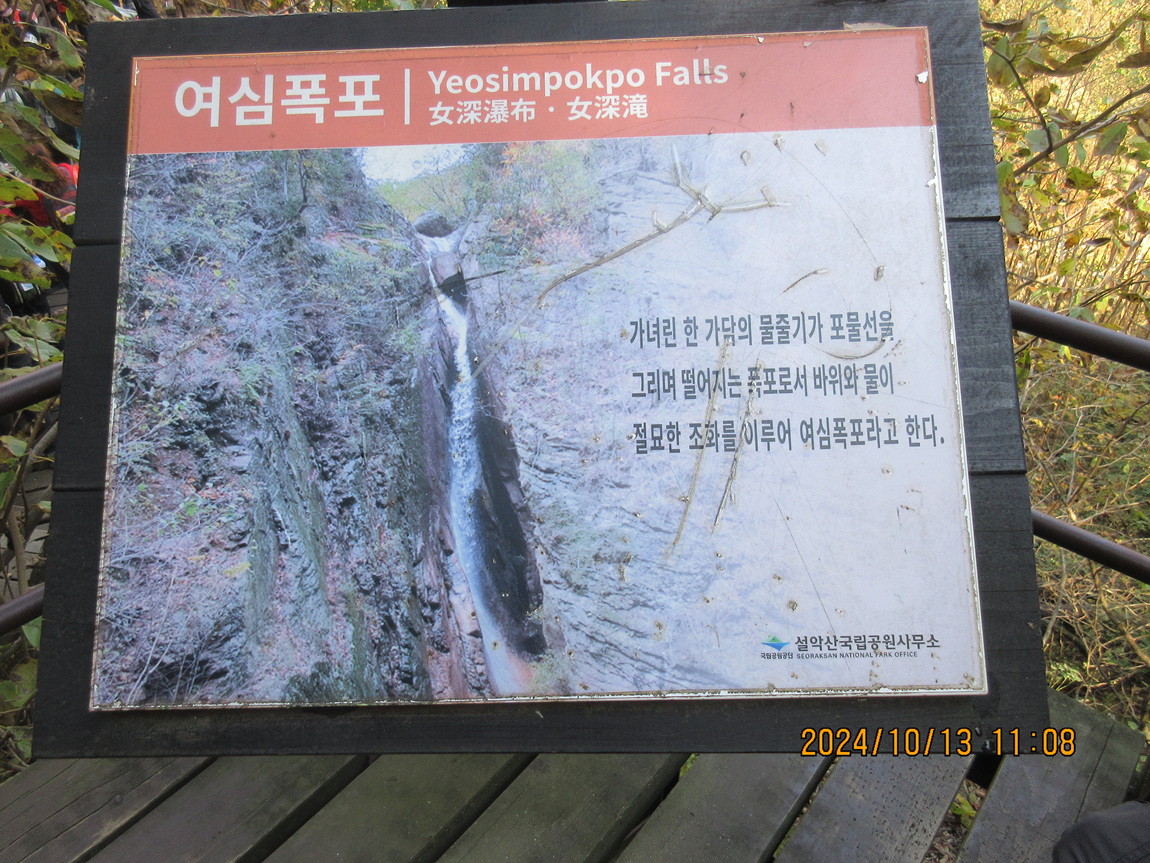 여심폭포
Yeosimpokpo Falls
女深瀑布 · 女深滝
가녀린 한 가닮의 물줄기가 포물선을
그리며 떨어지는 폭포로서 바위와 물이
절묘한 조화를 이루어 여심폭포라고 한다.
국립공원공단
설악산국립공원사무소
SEORAKSAN NATIONAL PARK OFFICE
2024/10/13 11:08